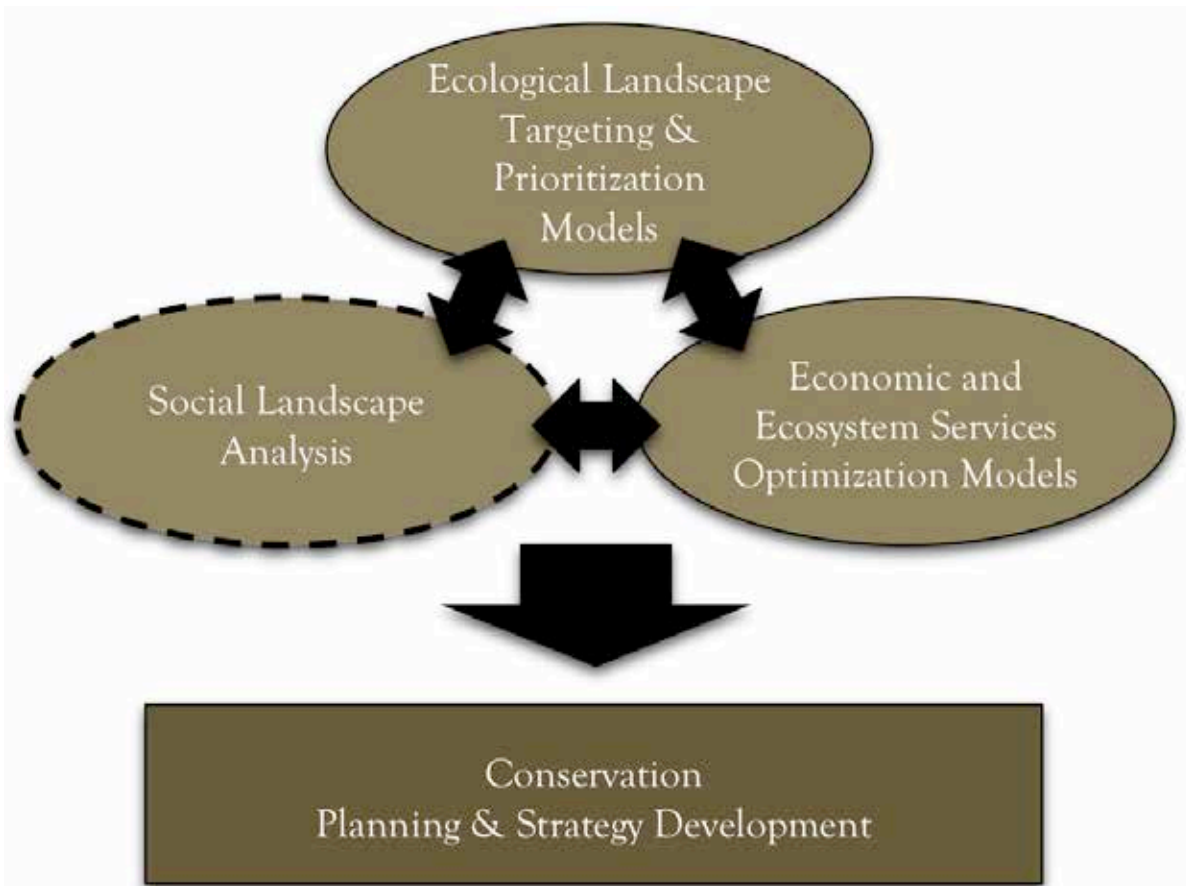 Ecological Landscape
Targeting &
Prioritization
Models
Social Landscape
Analysis
Economic and
Ecosystem Services
Optimization Models
Conservation
Planning & Strategy Development